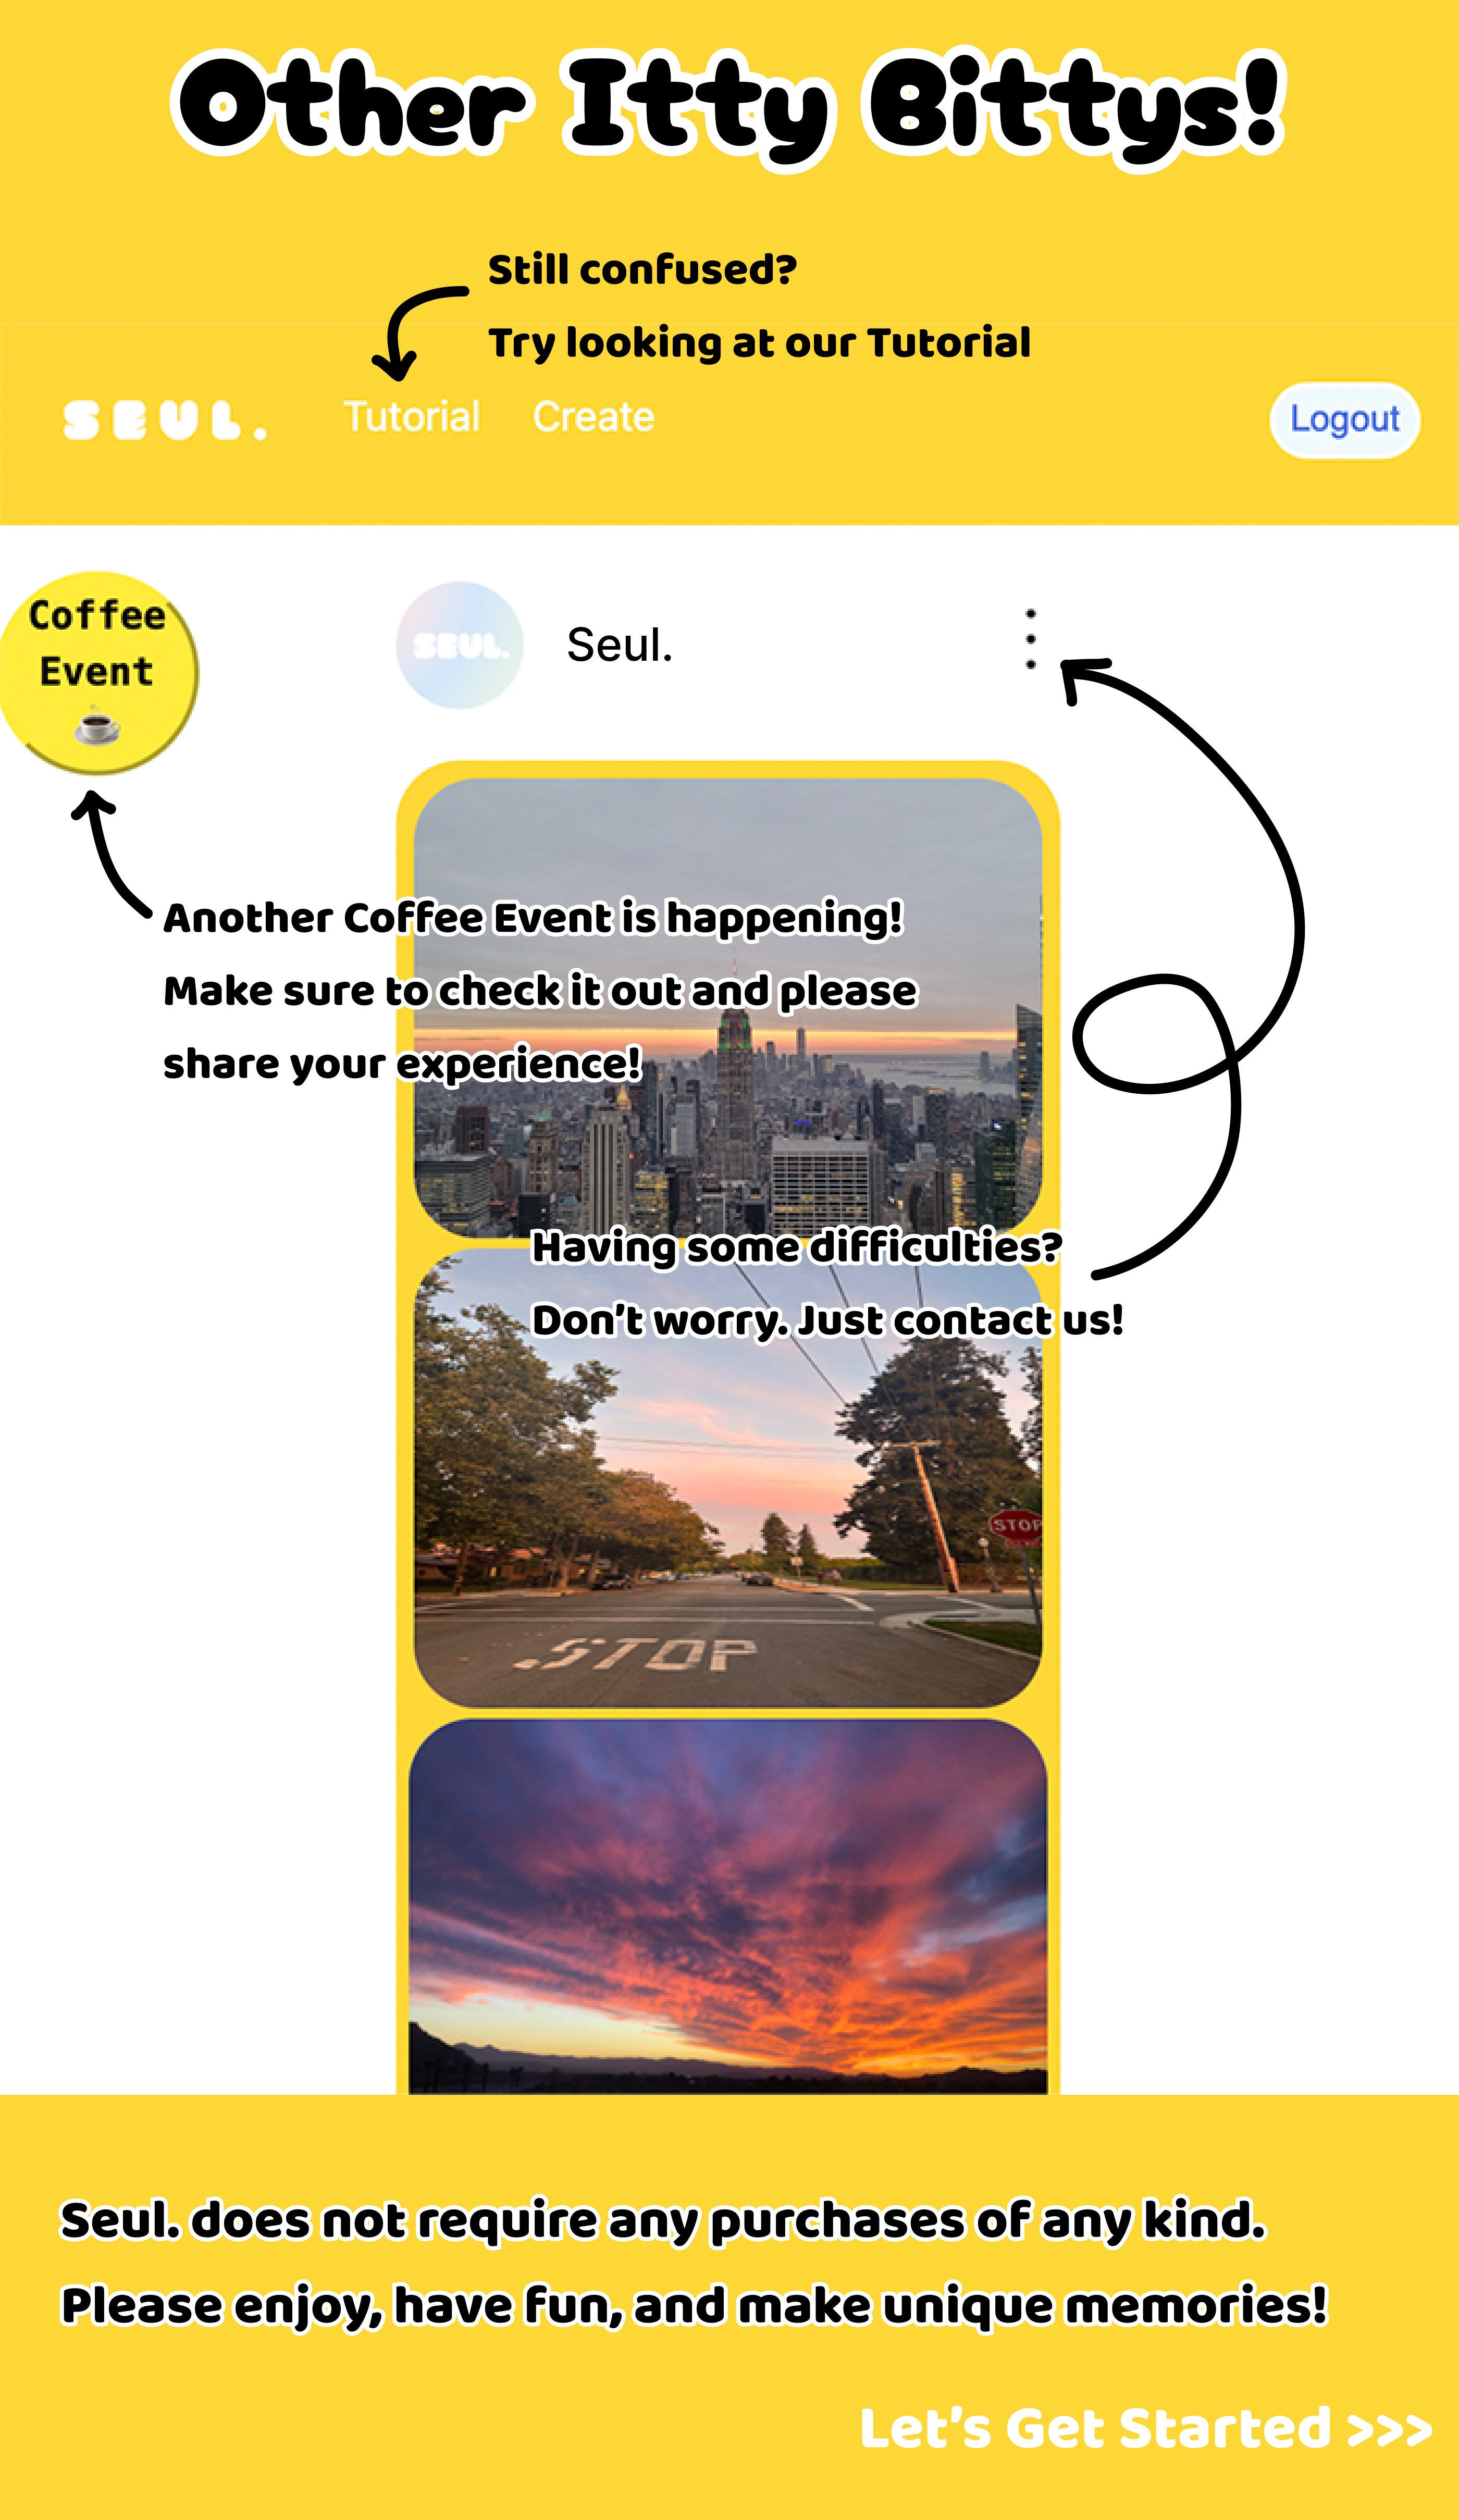 Other Itty Bittys!
Still confused?
Try looking at our Tutorial
SEUL. Tutorial Create Logout
Coffee
Event
SEUL. Seul.
Another Coffee Event is happening!
Make sure to check it out and please
share your experience!
Having some difficulties?
Don't worry. Just contact us!
STOP
STOP
Seul. does not require any purchases of any kind.
Please enjoy, have fun, and make unique memories!
Let's Get Started >>>